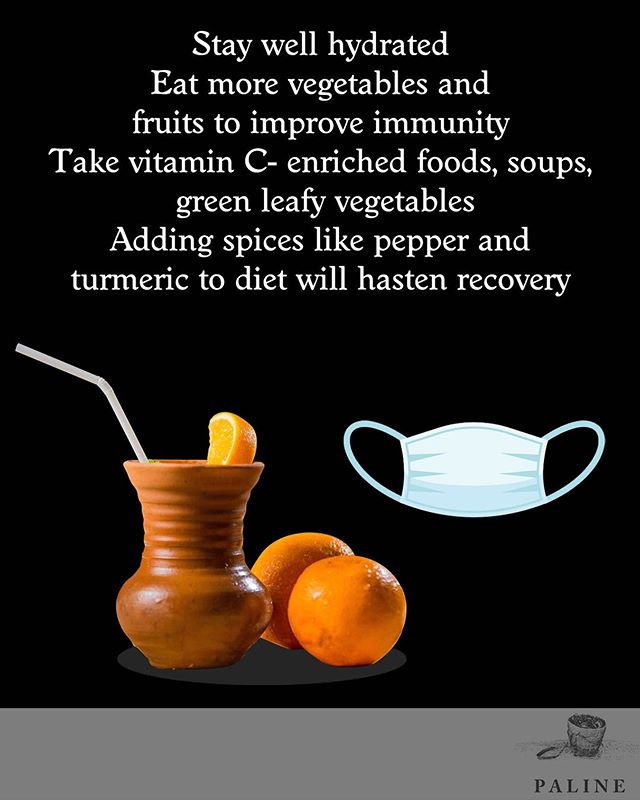 Stay well hydrated
Eat more vegetables and
fruits to improve immunity
Take vitamin C- enriched foods, soups,
green leafy vegetables
Adding spices like pepper and
turmeric to diet will hasten recovery
PALINE